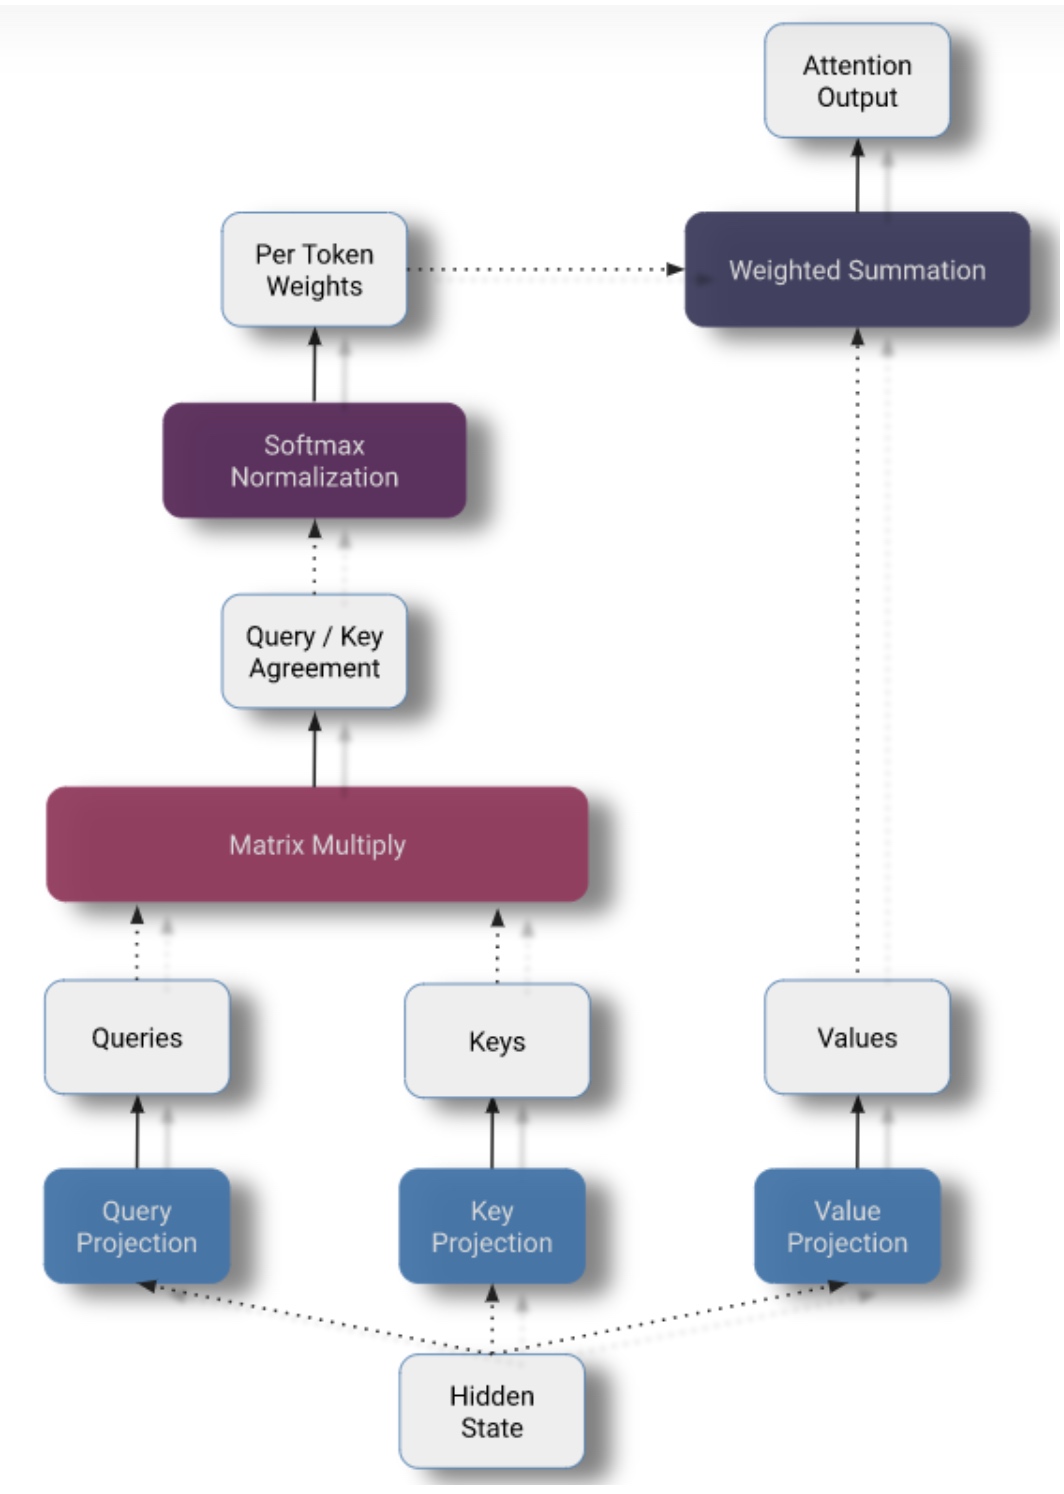 Attention
Output
Per Token
Weights
Weighted Summation
Softmax
Normalization
Query / Key
Agreement
Matrix Multiply
Queries
Keys
Values
Query
Projection
Key
Projection
Value
Projection
Hidden
State